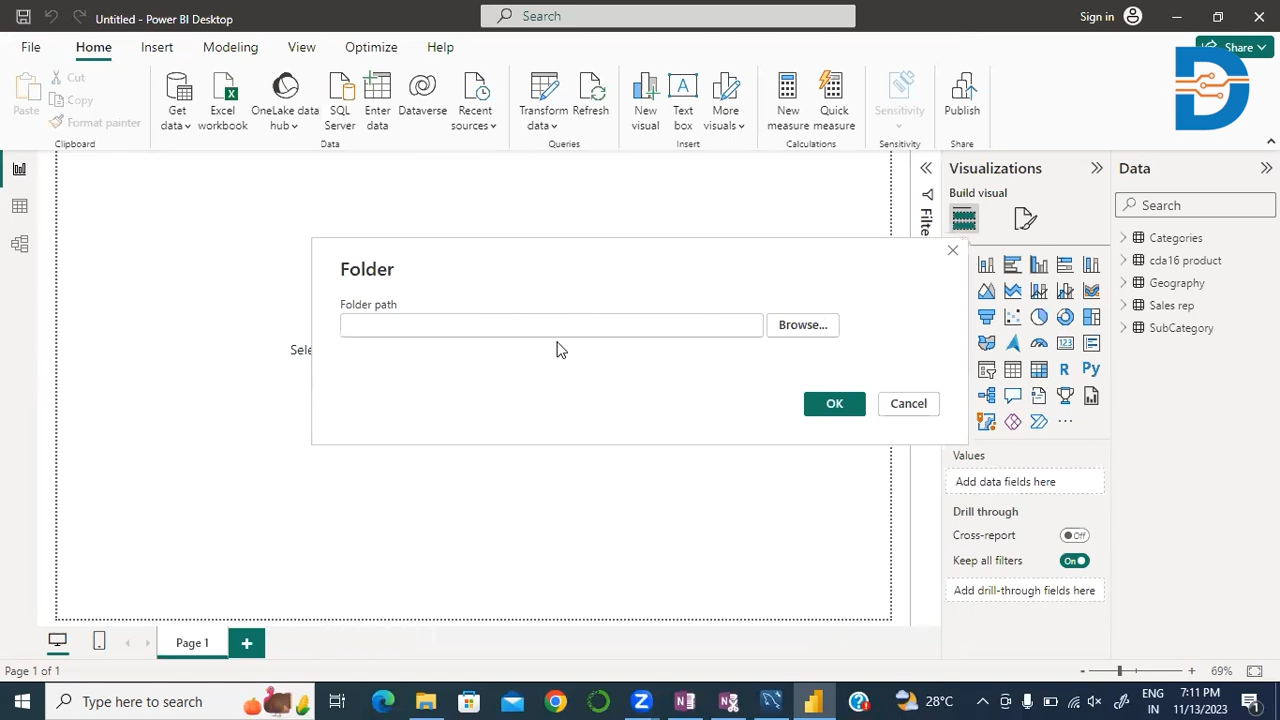 Untitled - Power BI Desktop
Search
Sign in
File
Home
Insert
Modeling
View
Optimize
Help
Share
Paste
Cut
Copy
Format painter
Get data
Excel workbook
OneLake data hub
SQL Server
Enter data
Dataverse
Recent sources
Transform data
Refresh
New visual
Text box
More visuals
New measure
Quick measure
Sensitivity
Publish
Clipboard
Data
Queries
Insert
Calculations
Sensitivity
Share
Visualizations
Data
Build visual
Search
Filte
Categories
cda16 product
Geography
Sales rep
SubCategory
Folder
Folder path
Browse...
Sele
OK
Cancel
123
R
Py
Values
Add data fields here
Drill through
Cross-report
Off
Keep all filters
On
Add drill-through fields here
Page 1
Page 1 of 1
69%
Type here to search
28°C
ENG
IN
7:11 PM
11/13/2023
1